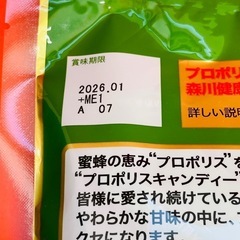 賞味期限
2026.01
+ME1
A 07
プロポリ
森川健康
詳しい説明
蜜蜂の恵み“プロポリス”を
“プロポリスキャンディー”
皆様に愛され続けている
やわらかな甘味の中に、プ
クセになります